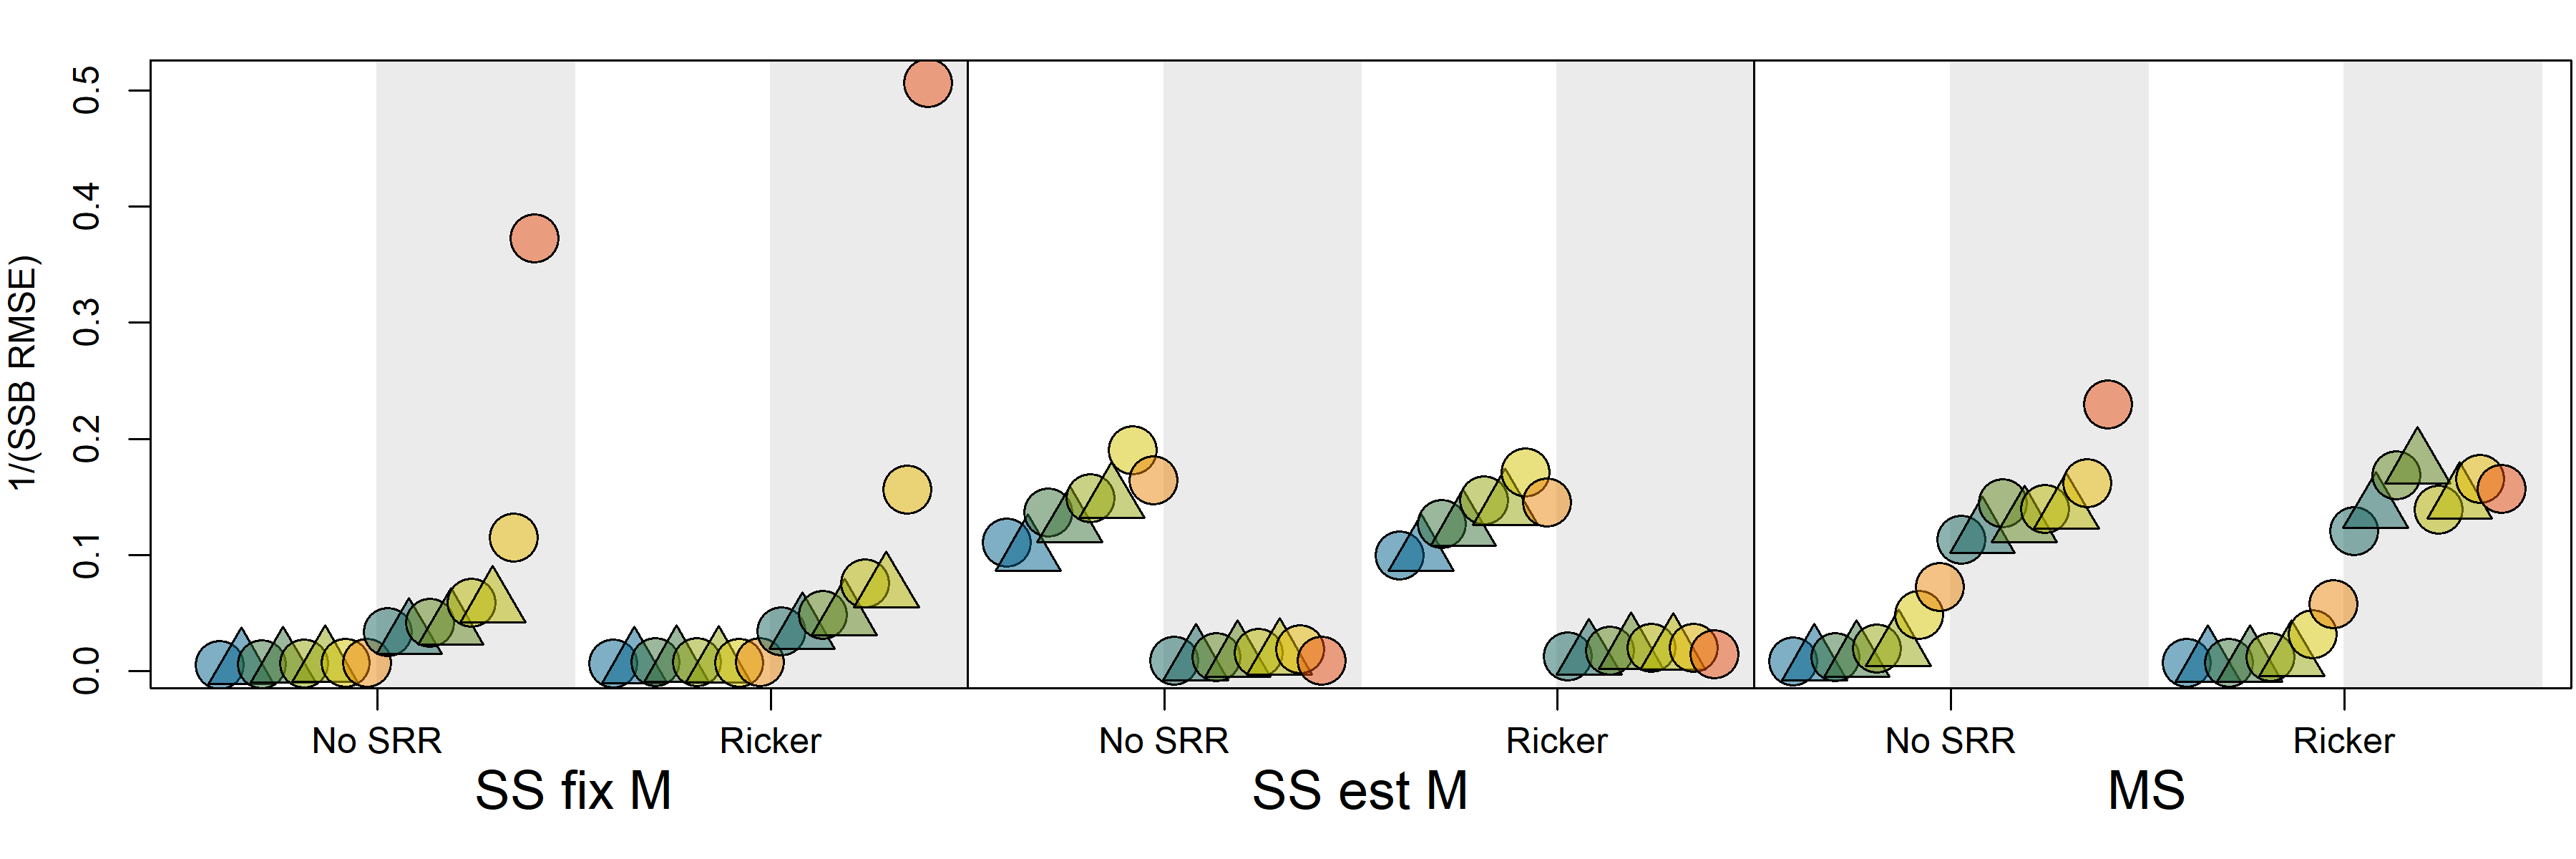 1/(SSB RMSE)
0.5
0.4
0.3
0.2
0.1
0.0
No SRR Ricker No SRR Ricker No SRR Ricker
SS fix M SS est M MS